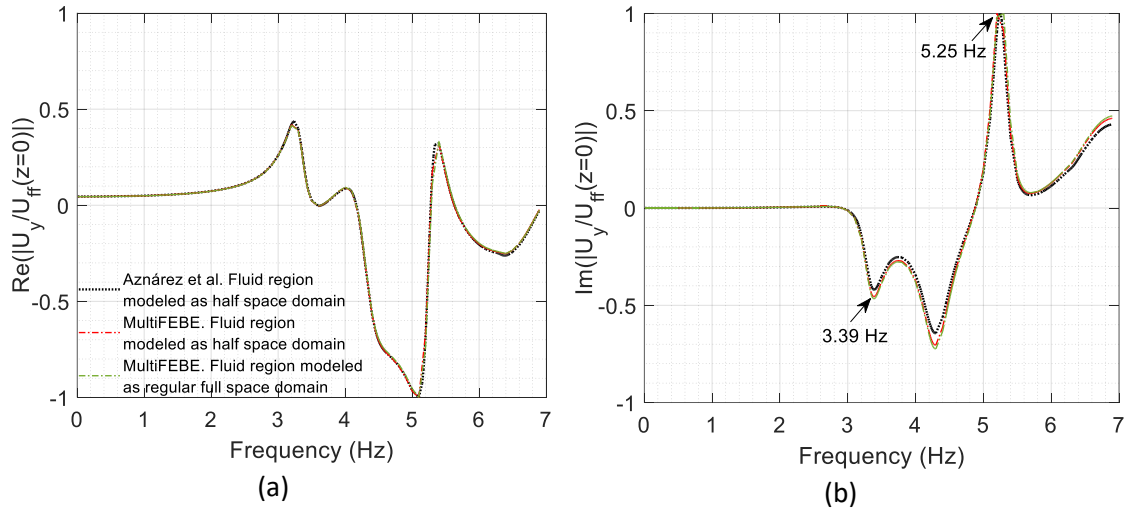 1
0.5
0
-0.5
-1
Re(|U_y/U_ff(z=0)|)
Aznárez et al. Fluid region
modeled as half space domain
MultiFEBE. Fluid region
modeled as half space domain
MultiFEBE. Fluid region modeled
as regular full space domain
0 1 2 3 4 5 6 7
Frequency (Hz)
(a)
1
0.5
0
-0.5
-1
Im(|U_y/U_ff(z=0)|)
5.25 Hz
3.39 Hz
0 1 2 3 4 5 6 7
Frequency (Hz)
(b)